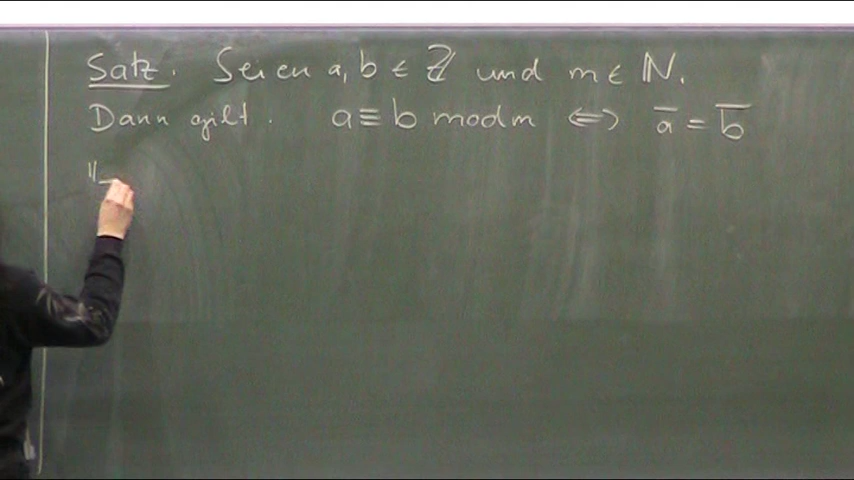 Satz. Seien a, b ∈ ℤ und m ∈ ℕ.
Dann gilt. a ≡ b mod m ⇔ a̅ = b̅